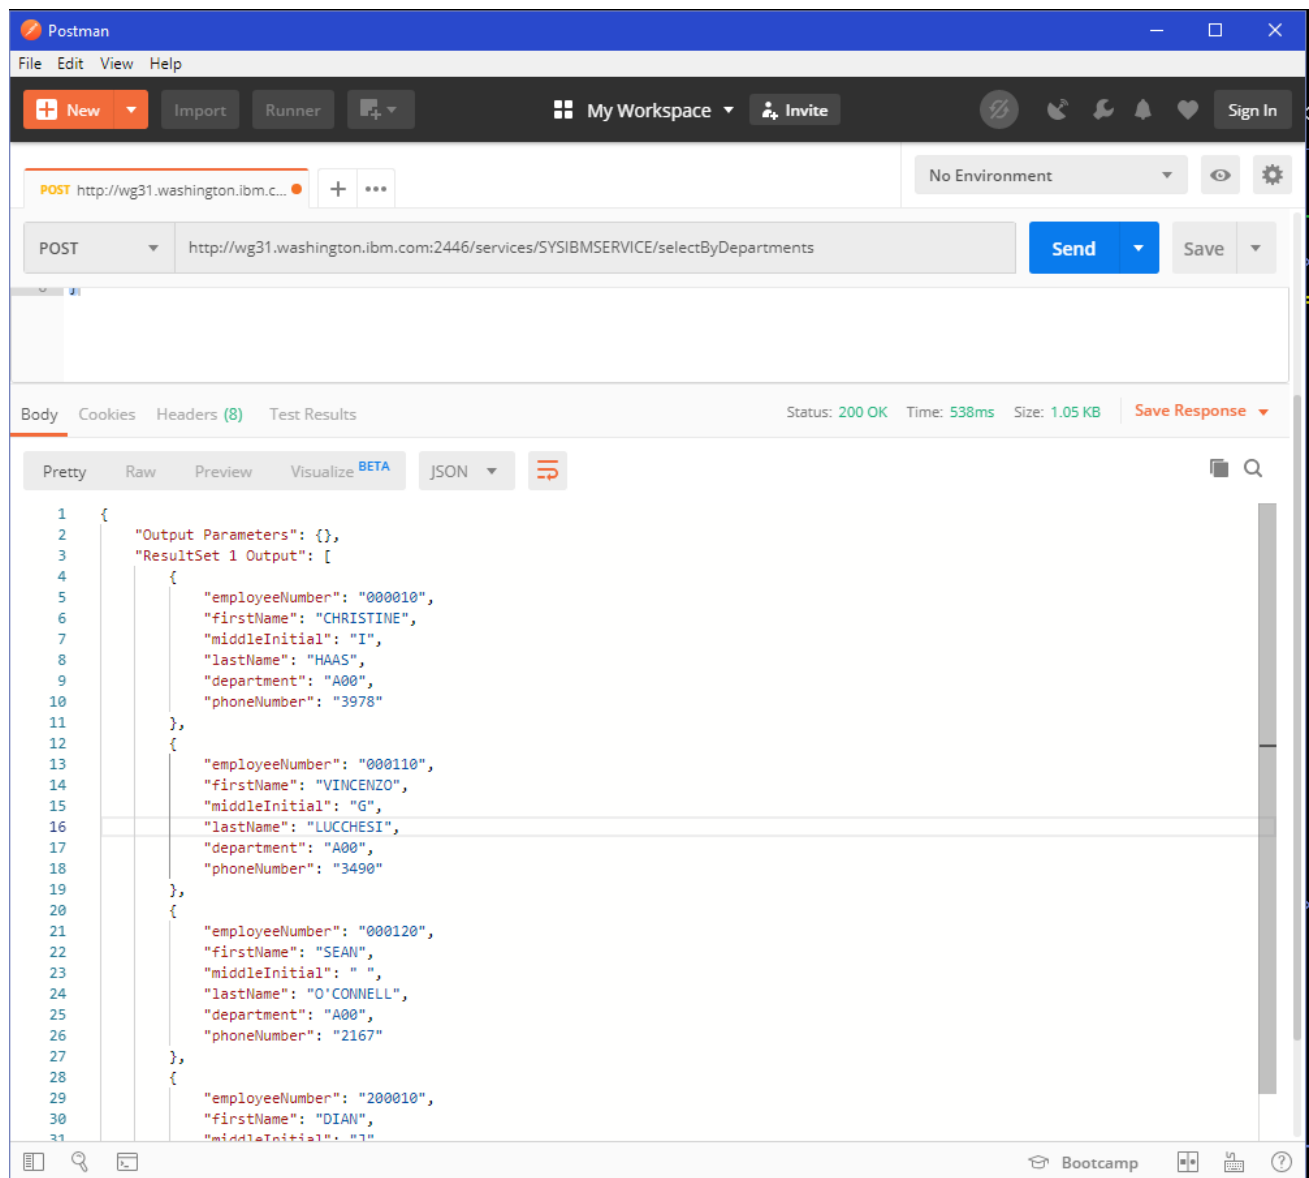 Postman
File Edit View Help
New Import Runner My Workspace Invite Sign In
POST http://wg31.washington.ibm.c... No Environment
POST http://wg31.washington.ibm.com:2446/services/SYSIBMSERVICE/selectByDepartments Send Save
Body Cookies Headers (8) Test Results Status: 200 OK Time: 538ms Size: 1.05 KB Save Response
Pretty Raw Preview Visualize BETA JSON
1 {
2 "Output Parameters": {},
3 "ResultSet 1 Output": [
4 {
5 "employeeNumber": "000010",
6 "firstName": "CHRISTINE",
7 "middleInitial": "I",
8 "lastName": "HAAS",
9 "department": "A00",
10 "phoneNumber": "3978"
11 },
12 {
13 "employeeNumber": "000110",
14 "firstName": "VINCENZO",
15 "middleInitial": "G",
16 "lastName": "LUCCHESI",
17 "department": "A00",
18 "phoneNumber": "3490"
19 },
20 {
21 "employeeNumber": "000120",
22 "firstName": "SEAN",
23 "middleInitial": " ",
24 "lastName": "O'CONNELL",
25 "department": "A00",
26 "phoneNumber": "2167"
27 },
28 {
29 "employeeNumber": "200010",
30 "firstName": "DIAN",
31 "middleInitial": "J"
Bootcamp